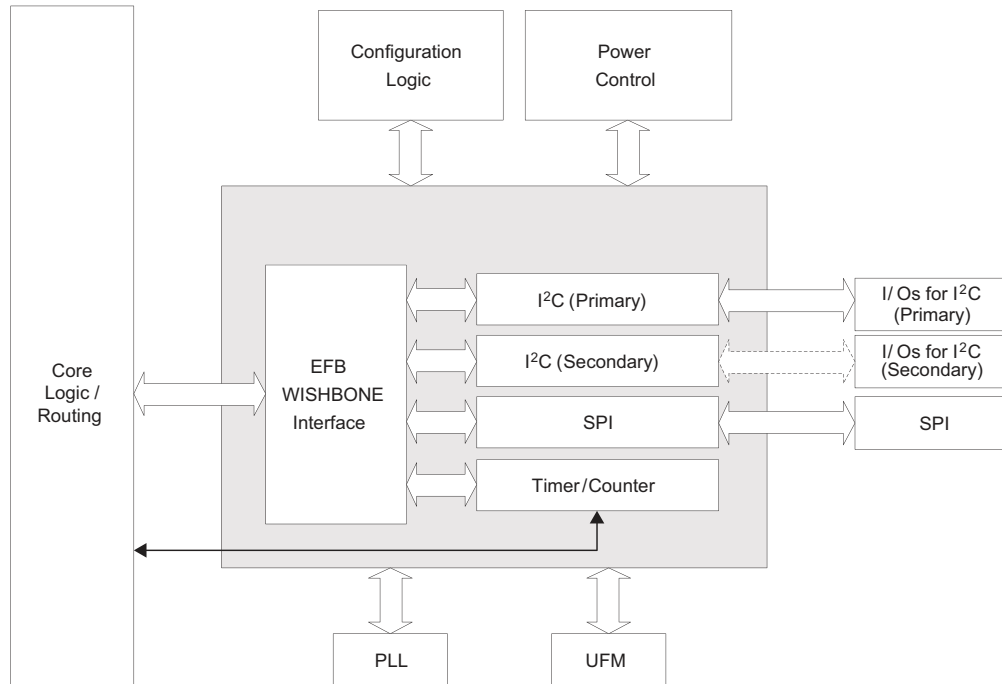 Configuration
Logic
Power
Control
Core
Logic /
Routing
EFB
WISHBONE
Interface
I²C (Primary)
I²C (Secondary)
SPI
Timer/Counter
I/Os for I²C
(Primary)
I/Os for I²C
(Secondary)
SPI
PLL
UFM